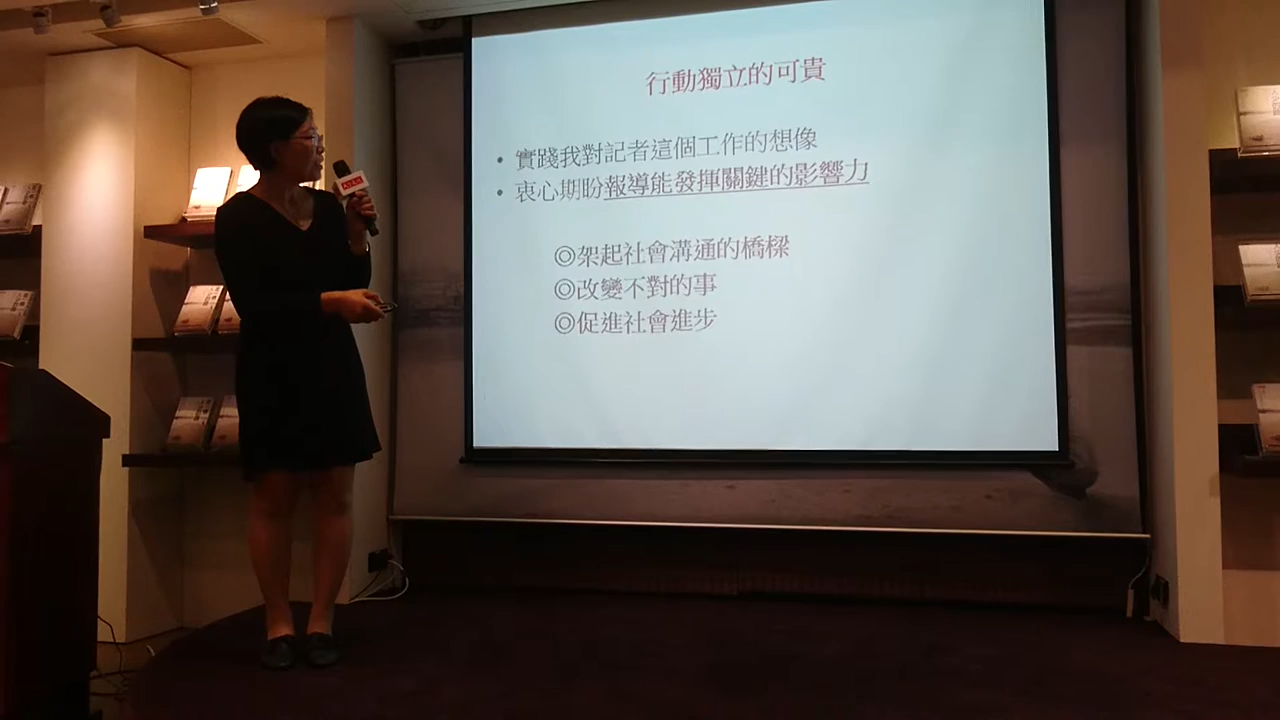 行動獨立的可貴
• 實踐我對記者這個工作的想像
• 衷心期盼報導能發揮關鍵的影響力
◎架起社會溝通的橋樑
◎改變不對的事
◎促進社會進步